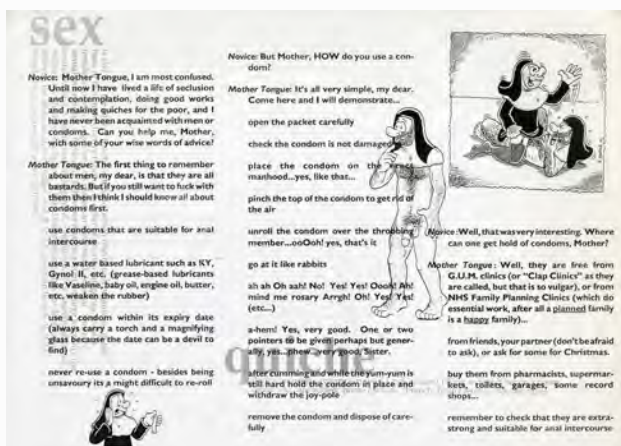 sex
Novice: Mother Tongue, I am most confused.
Until now I have lived a life of seclusion
and contemplation, doing good works
and making quiches for the poor, and I
have never been acquainted with men or
condoms. Can you help me, Mother,
with some of your wise words of advice?
Mother Tongue: The first thing to remember
about men, my dear, is that they are all
bastards. But if you still want to fuck with
them then I think I should know all about
condoms first.
use condoms that are suitable for anal
intercourse
use a water based lubricant such as KY,
Gynol II, etc. (grease-based lubricants
like Vaseline, baby oil, engine oil, butter,
etc. weaken the rubber)
use a condom within its expiry date
(always carry a torch and a magnifying
glass because the date can be a devil to
find)
never re-use a condom - besides being
unsavoury its a might difficult to re-roll
Novice: But Mother, HOW do you use a con-
dom?
Mother Tongue: It's all very simple, my dear.
Come here and I will demonstrate...
open the packet carefully
check the condom is not damaged
place the condom on the erect
manhood...yes, like that...
pinch the top of the condom to get rid of
the air
unroll the condom over the throbbing
member...ooOoh! yes, that's it
go at it like rabbits
ah ah Oh aah! No! Yes! Yes! Oooh! Ah!
mind me rosary Arrgh! Oh! Yes! Yes!
(etc...)
a-hem! Yes, very good. One or two
pointers to be given perhaps but gener-
ally, yes...phew...very good, Sister.
after cumming and while the yum-yum is
still hard hold the condom in place and
withdraw the joy-pole
remove the condom and dispose of care-
fully
Novice: Well, that was very interesting. Where
can one get hold of condoms, Mother?
Mother Tongue: Well, they are free from
G.U.M. clinics (or "Clap Clinics" as they
are called, but that is so vulgar), or from
NHS Family Planning Clinics (which do
essential work, after all a planned family
is a happy family)...
from friends, your partner (don't be afraid
to ask), or ask for some for Christmas.
buy them from pharmacists, supermar-
kets, toilets, garages, some record
shops...
remember to check that they are extra-
strong and suitable for anal intercourse